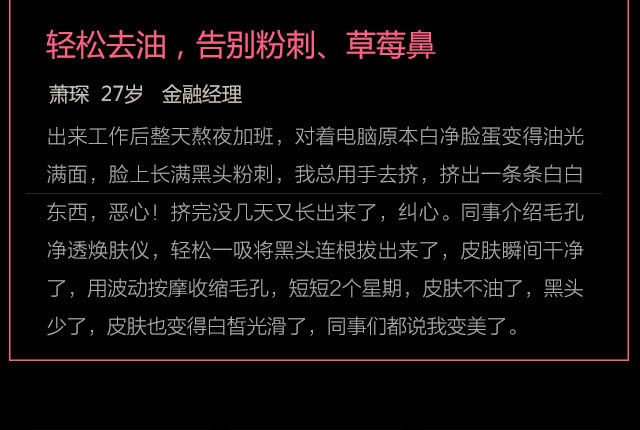 轻松去油，告别粉刺、草莓鼻
萧琛 27岁 金融经理
出来工作后整天熬夜加班，对着电脑原本白净脸蛋变得油光
满面，脸上长满黑头粉刺，我总用手去挤，挤出一条条白白
东西，恶心！挤完没几天又长出来了，纠心。同事介绍毛孔
净透焕肤仪，轻松一吸将黑头连根拔出来了，皮肤瞬间干净
了，用波动按摩收缩毛孔，短短2个星期，皮肤不油了，黑头
少了，皮肤也变得白皙光滑了，同事们都说我变美了。